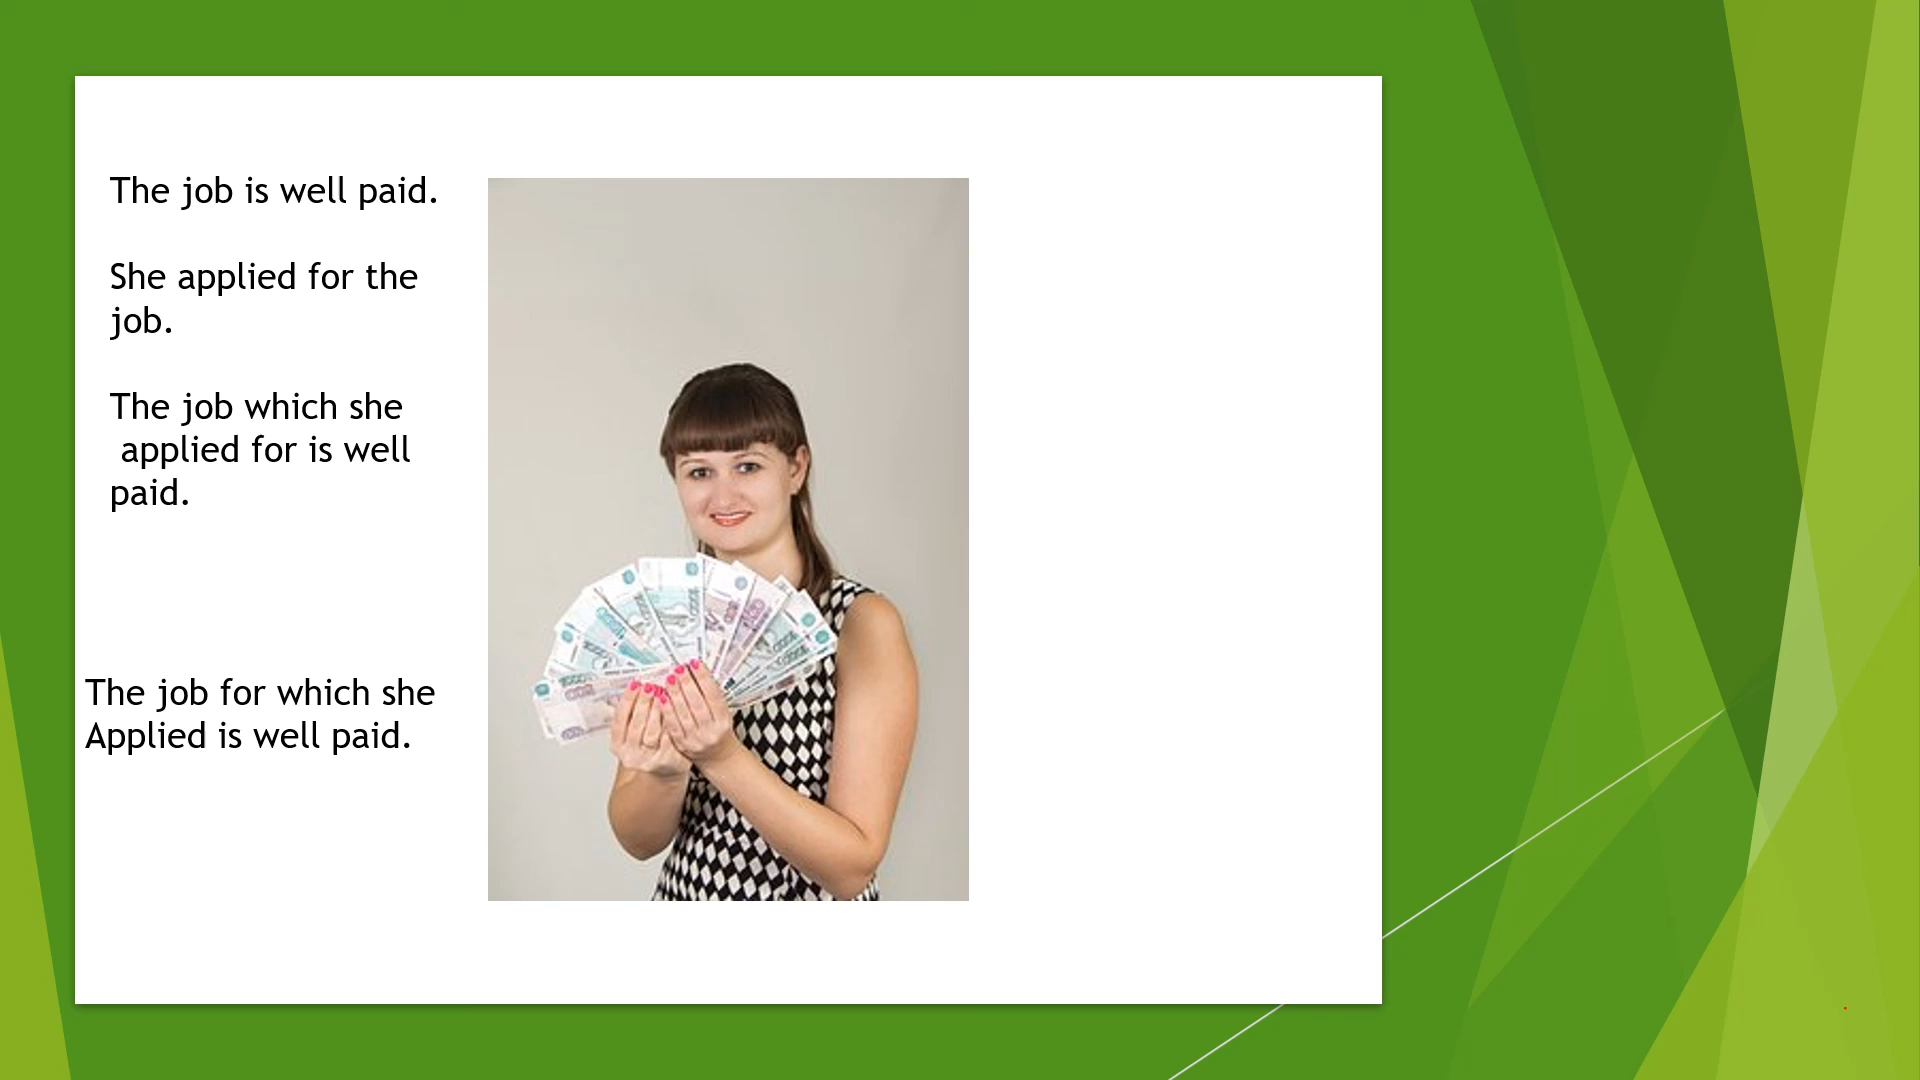 The job is well paid.
She applied for the
job.
The job which she
applied for is well
paid.
The job for which she
Applied is well paid.